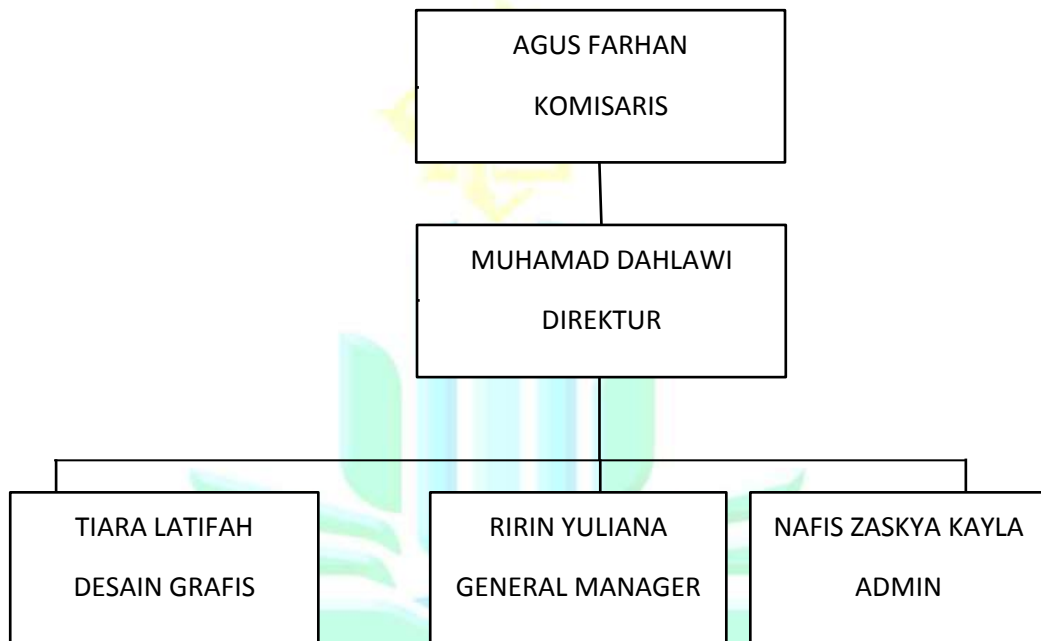 AGUS FARHAN
KOMISARIS
MUHAMAD DAHLAWI
DIREKTUR
TIARA LATIFAH
DESAIN GRAFIS
RIRIN YULIANA
GENERAL MANAGER
NAFIS ZASKYA KAYLA
ADMIN